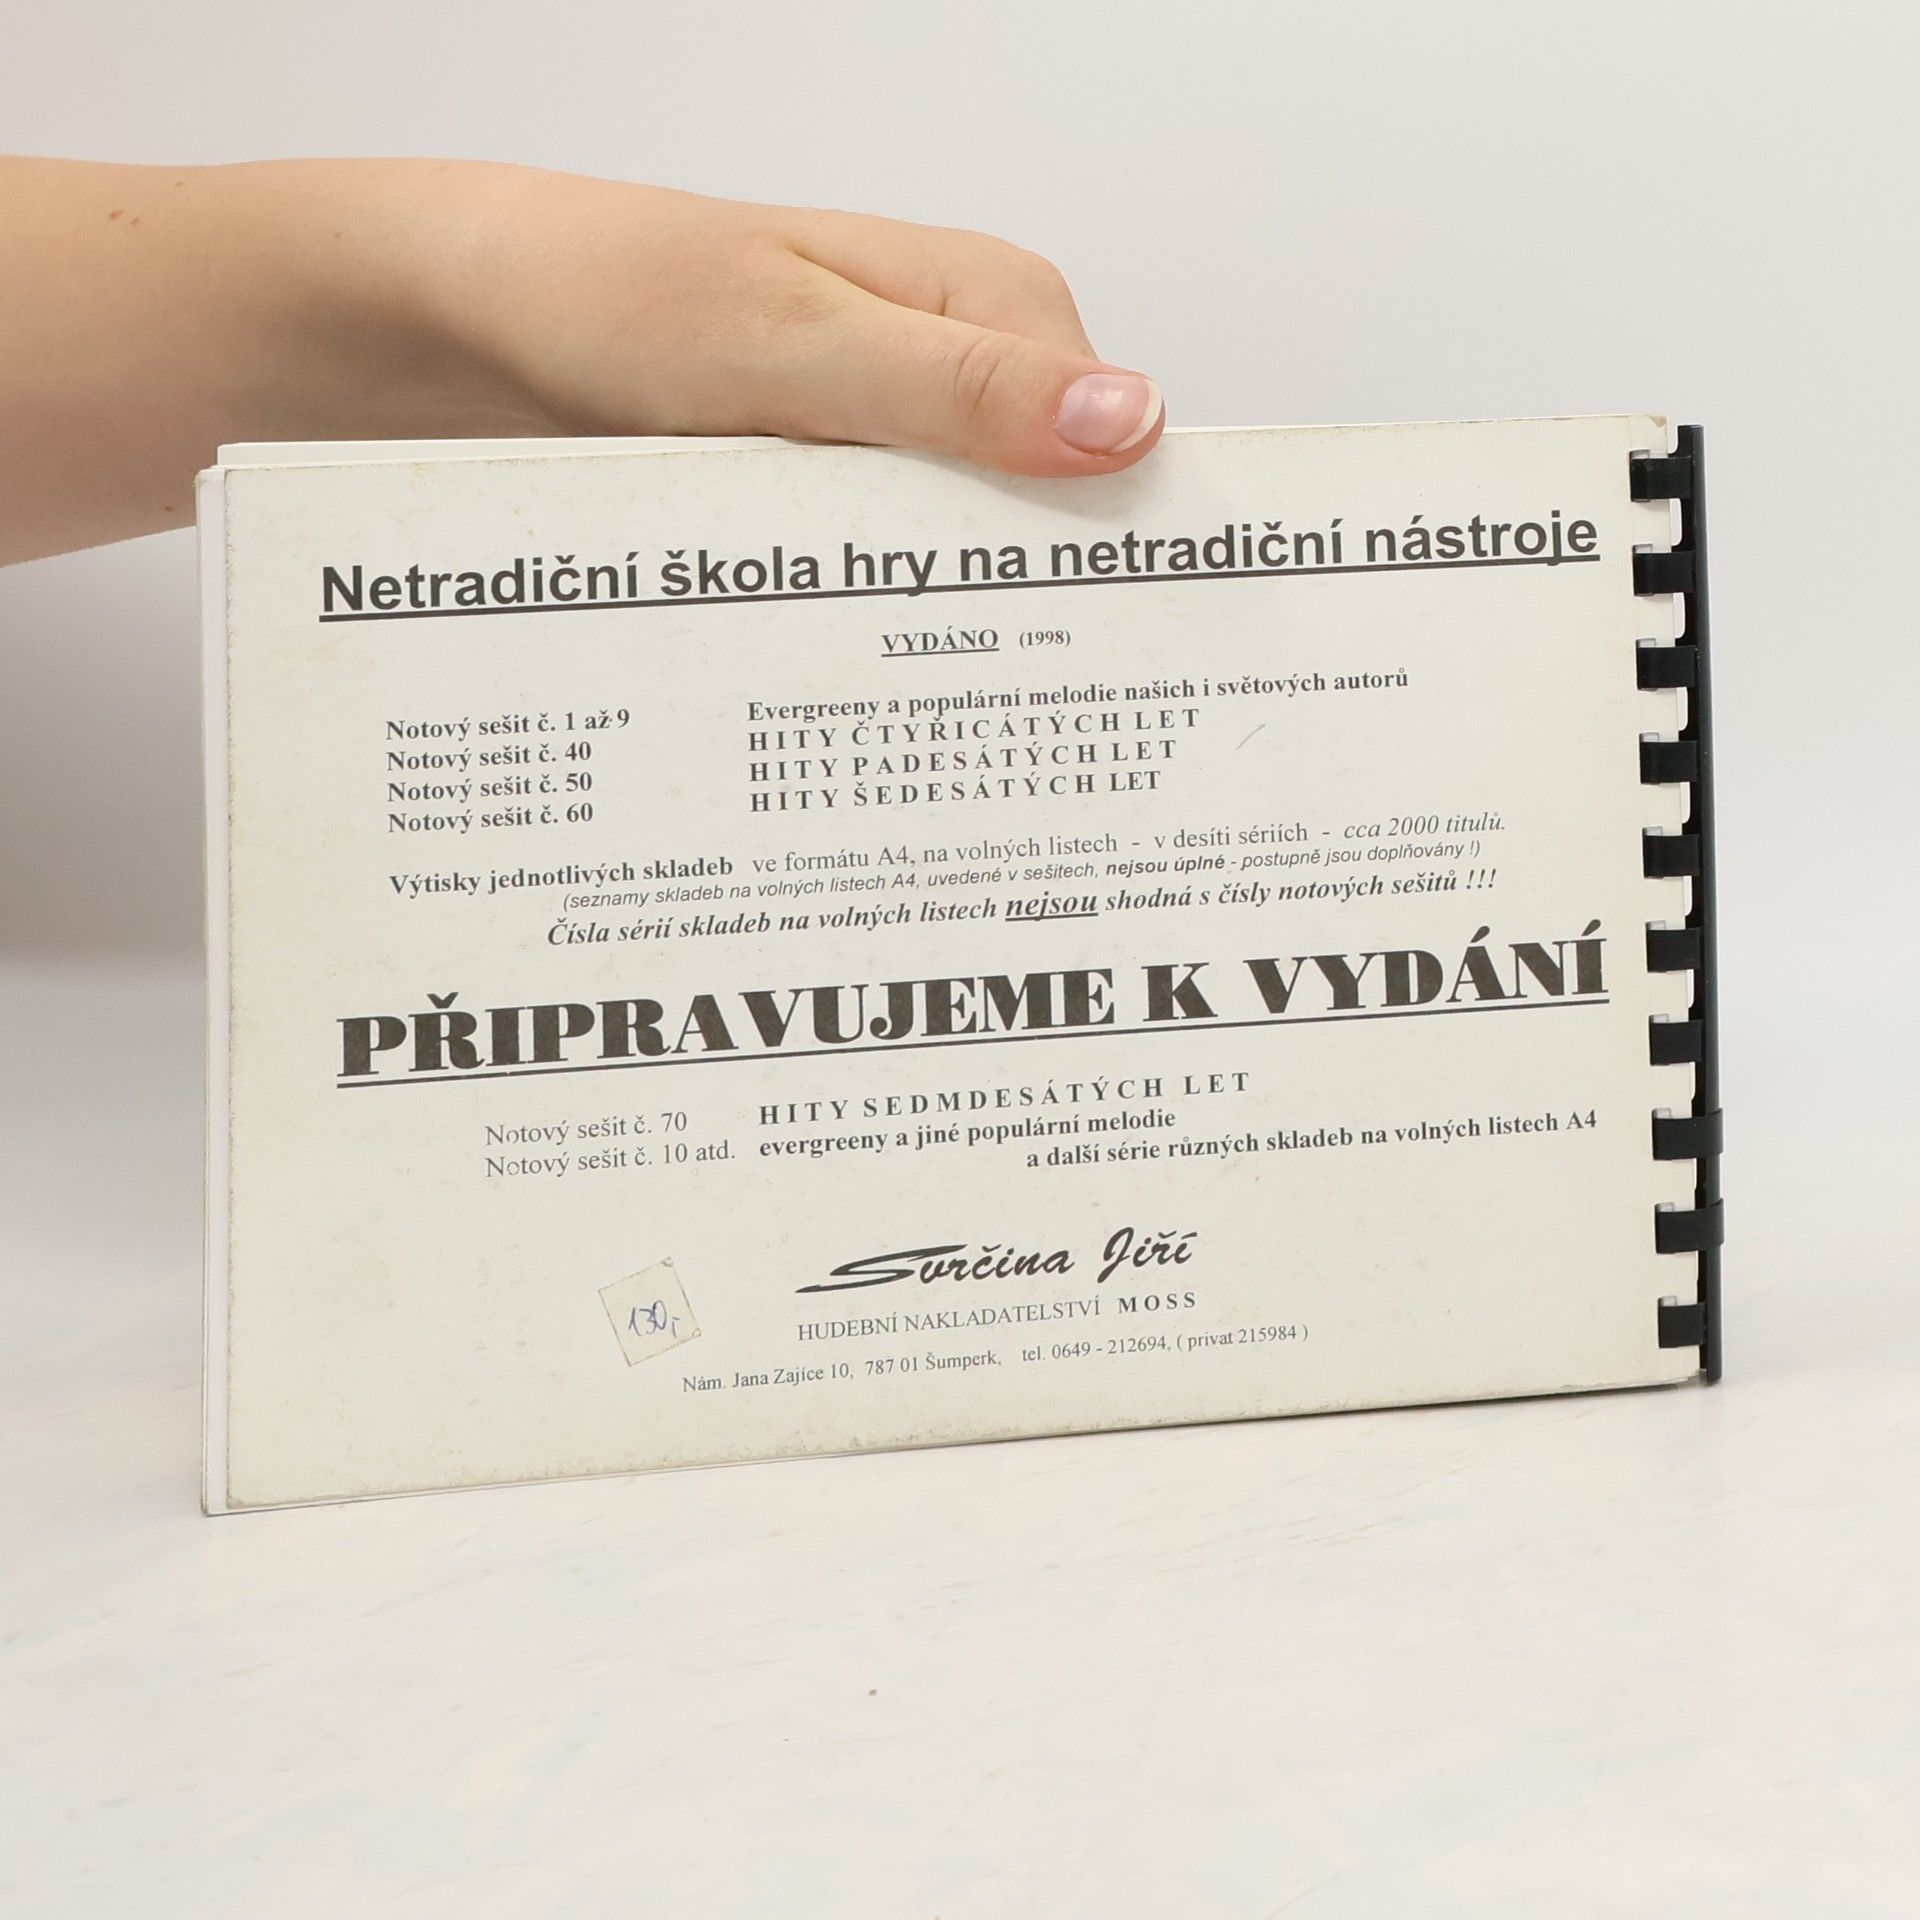 Netradiční škola hry na netradiční nástroje
VYDÁNO (1998)
Notový sešit č. 1 až 9 Evergreeny a populární melodie našich i světových autorů
Notový sešit č. 40 HITY ČTYŘICÁTÝCH LET
Notový sešit č. 50 HITY PADESÁTÝCH LET
Notový sešit č. 60 HITY ŠEDESÁTÝCH LET
Výtisky jednotlivých skladeb ve formátu A4, na volných listech - v desíti sériích - cca 2000 titulů.
(seznamy skladeb na volných listech A4, uvedené v sešitech, nejsou úplné - postupně jsou doplňovány !)
Čísla sérií skladeb na volných listech nejsou shodná s čísly notových sešitů !!!
PŘIPRAVUJEME K VYDÁNÍ
Notový sešit č. 70 HITY SEDMDESÁTÝCH LET
Notový sešit č. 10 atd. evergreeny a jiné populární melodie
a další série různých skladeb na volných listech A4
Svrčina Jiří
HUDEBNÍ NAKLADATELSTVÍ MOSS
Nám. Jana Zajíce 10, 787 01 Šumperk, tel. 0649 - 212694, ( privat 215984 )
130,-